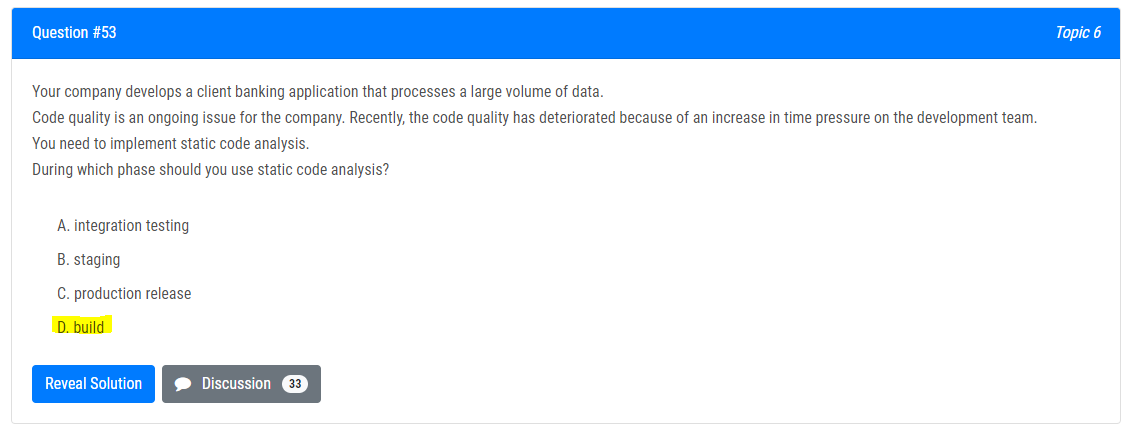 Question #53
Topic 6
Your company develops a client banking application that processes a large volume of data.
Code quality is an ongoing issue for the company. Recently, the code quality has deteriorated because of an increase in time pressure on the development team.
You need to implement static code analysis.
During which phase should you use static code analysis?
A. integration testing
B. staging
C. production release
D. build
Reveal Solution
Discussion 33